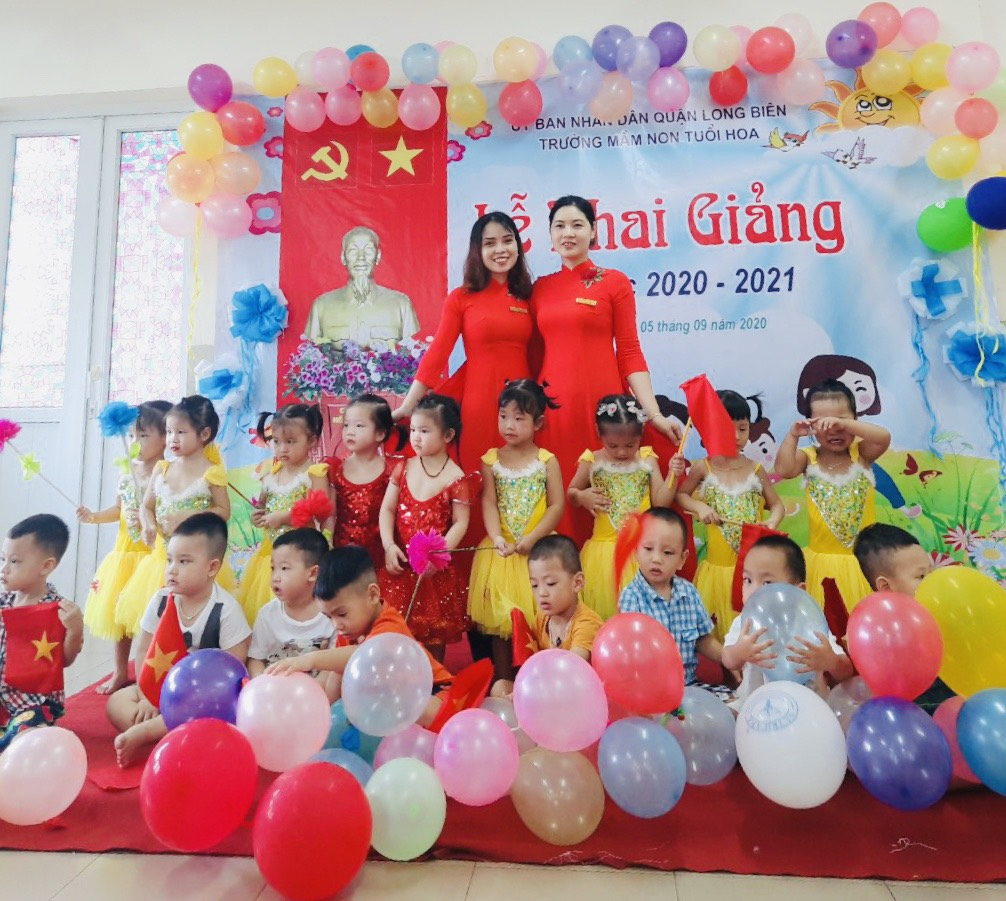 ỦY BAN NHÂN DÂN QUẬN LONG BIÊN
TRƯỜNG MẦM NON TUỔI HOA
Lễ Khai Giảng
2020 - 2021
05 tháng 09 năm 2020